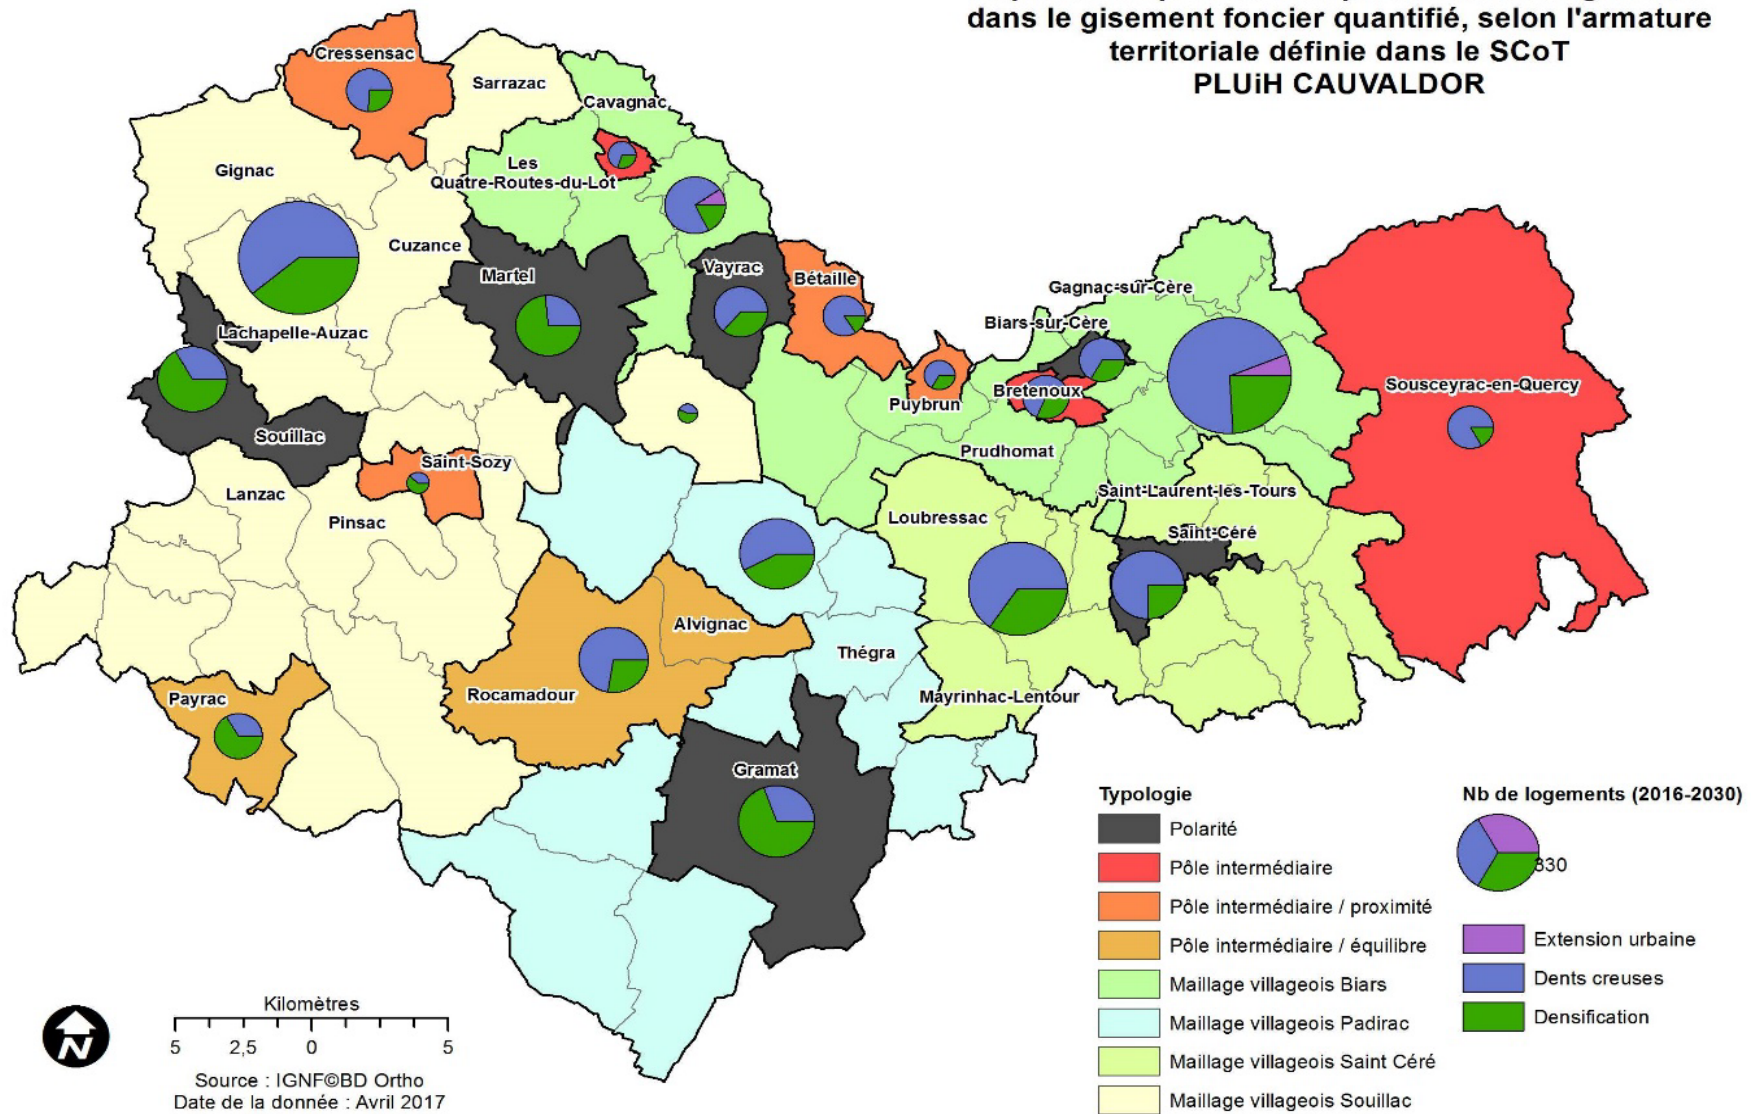 dans le gisement foncier quantifié, selon l'armature
territoriale définie dans le SCoT
PLUiH CAUVALDOR
Cressensac
Sarrazac
Cavagnac
Gignac
Les
Quatre-Routes-du-Lot
Cuzance
Martel
Vayrac
Bétaille
Gagnac-sur-Cère
Biars-sur-Cère
Lachapelle-Auzac
Bretenoux
Puybrun
Sousceyrac-en-Quercy
Souillac
Saint-Sozy
Prudhomat
Lanzac
Pinsac
Loubressac
Saint-Laurent-les-Tours
Saint-Céré
Alvignac
Thégra
Rocamadour
Mayrinhac-Lentour
Payrac
Gramat
Typologie
Polarité
Pôle intermédiaire
Pôle intermédiaire / proximité
Pôle intermédiaire / équilibre
Maillage villageois Biars
Maillage villageois Padirac
Maillage villageois Saint Céré
Maillage villageois Souillac
Nb de logements (2016-2030)
330
Extension urbaine
Dents creuses
Densification
N
Kilomètres
5 2,5 0 5
Source : IGNF©BD Ortho
Date de la donnée : Avril 2017